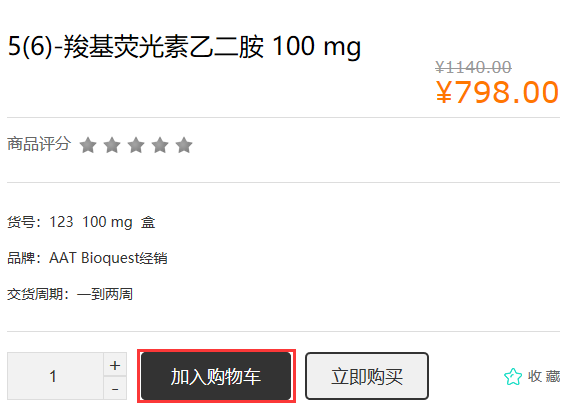 5(6)-羧基荧光素乙二胺 100 mg
¥1140.00
¥798.00
商品评分
货号：123 100 mg 盒
品牌：AAT Bioquest经销
交货周期：一到两周
1 + - 加入购物车 立即购买 收 藏